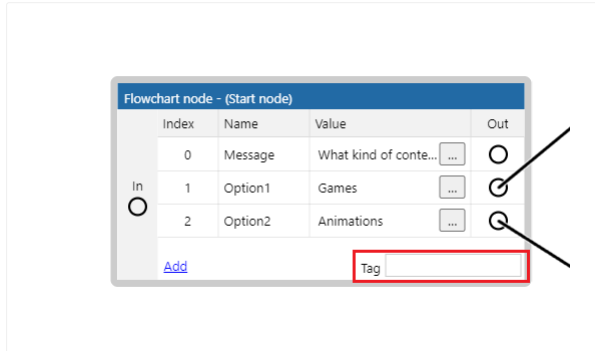 Flowchart node - (Start node)
Index Name Value Out
0 Message What kind of conte... ...
In
1 Option1 Games ...
2 Option2 Animations ...
Add Tag